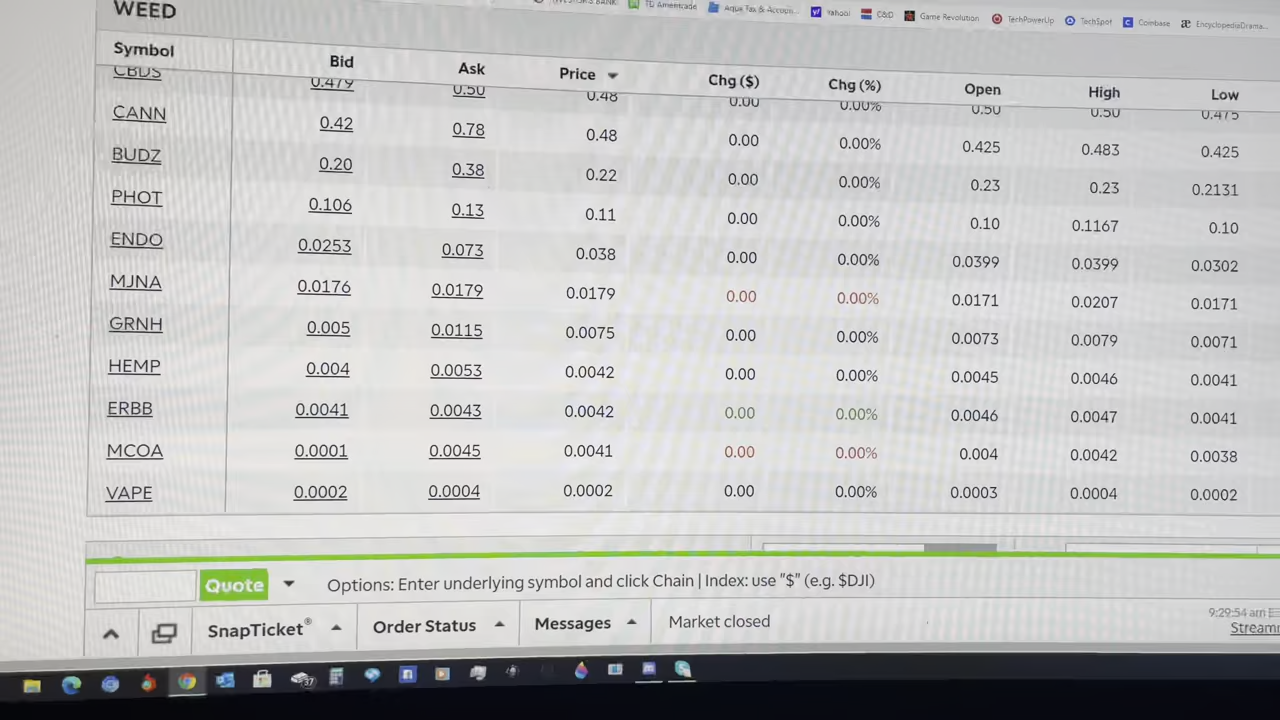 WEED
TD Ameritrade Yahoo! C&D Game Revolution TechPowerUp TechSpot Coinbase EncyclopediaDrama...
Symbol Bid Ask Price Chg ($) Chg (%) Open High Low
CBDS 0.479 0.50 0.48 0.00 0.00% 0.50 0.50 0.475
CANN 0.42 0.78 0.48 0.00 0.00% 0.425 0.483 0.425
BUDZ 0.20 0.38 0.22 0.00 0.00% 0.23 0.23 0.2131
PHOT 0.106 0.13 0.11 0.00 0.00% 0.10 0.1167 0.10
ENDO 0.0253 0.073 0.038 0.00 0.00% 0.0399 0.0399 0.0302
MJNA 0.0176 0.0179 0.0179 0.00 0.00% 0.0171 0.0207 0.0171
GRNH 0.005 0.0115 0.0075 0.00 0.00% 0.0073 0.0079 0.0071
HEMP 0.004 0.0053 0.0042 0.00 0.00% 0.0045 0.0046 0.0041
ERBB 0.0041 0.0043 0.0042 0.00 0.00% 0.0046 0.0047 0.0041
MCOA 0.0001 0.0045 0.0041 0.00 0.00% 0.004 0.0042 0.0038
VAPE 0.0002 0.0004 0.0002 0.00 0.00% 0.0003 0.0004 0.0002
Quote Options: Enter underlying symbol and click Chain | Index: use "$" (e.g. $DJI)
9:29:54 am
SnapTicket® Order Status Messages Market closed Stream
37